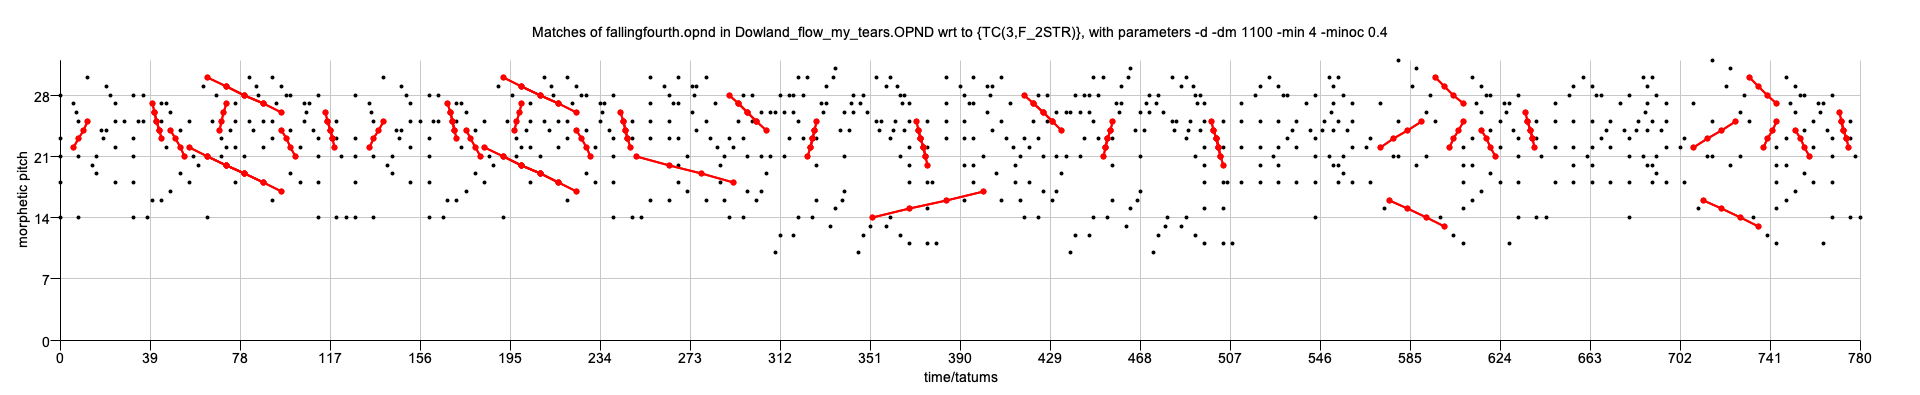 Matches of fallingfourth.opnd in Dowland_flow_my_tears.OPND wrt to {TC(3,F_2STR)}, with parameters -d -dm 1100 -min 4 -minoc 0.4
28
21
14
7
0
morphetic pitch
0 39 78 117 156 195 234 273 312 351 390 429 468 507 546 585 624 663 702 741 780
time/tatums